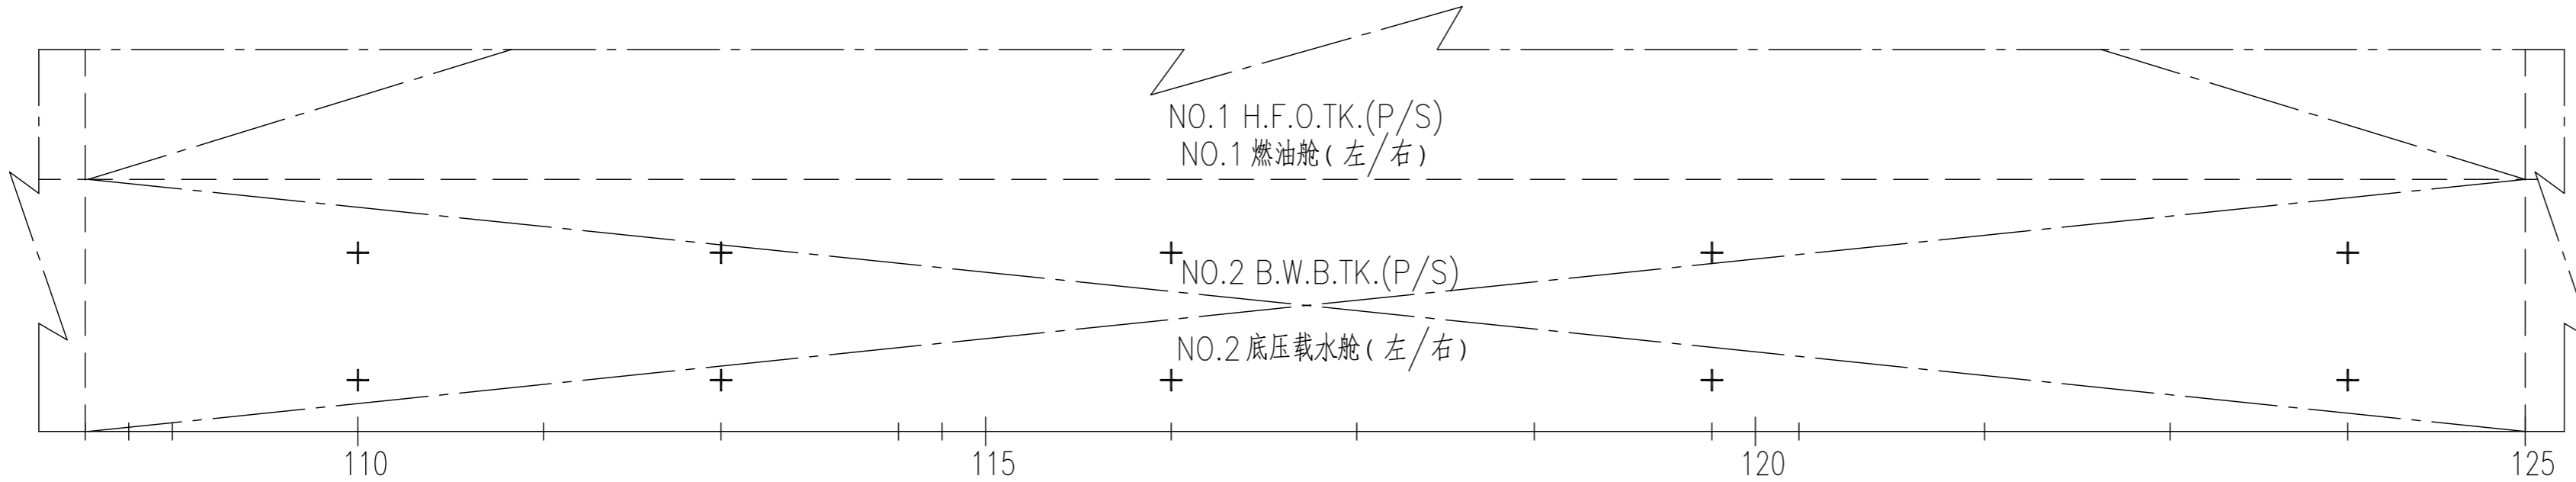 NO.1 H.F.O.TK.(P/S)
NO.1 燃油舱(左/右)
NO.2 B.W.B.TK.(P/S)
NO.2 底压载水舱(左/右)
110 115 120 125